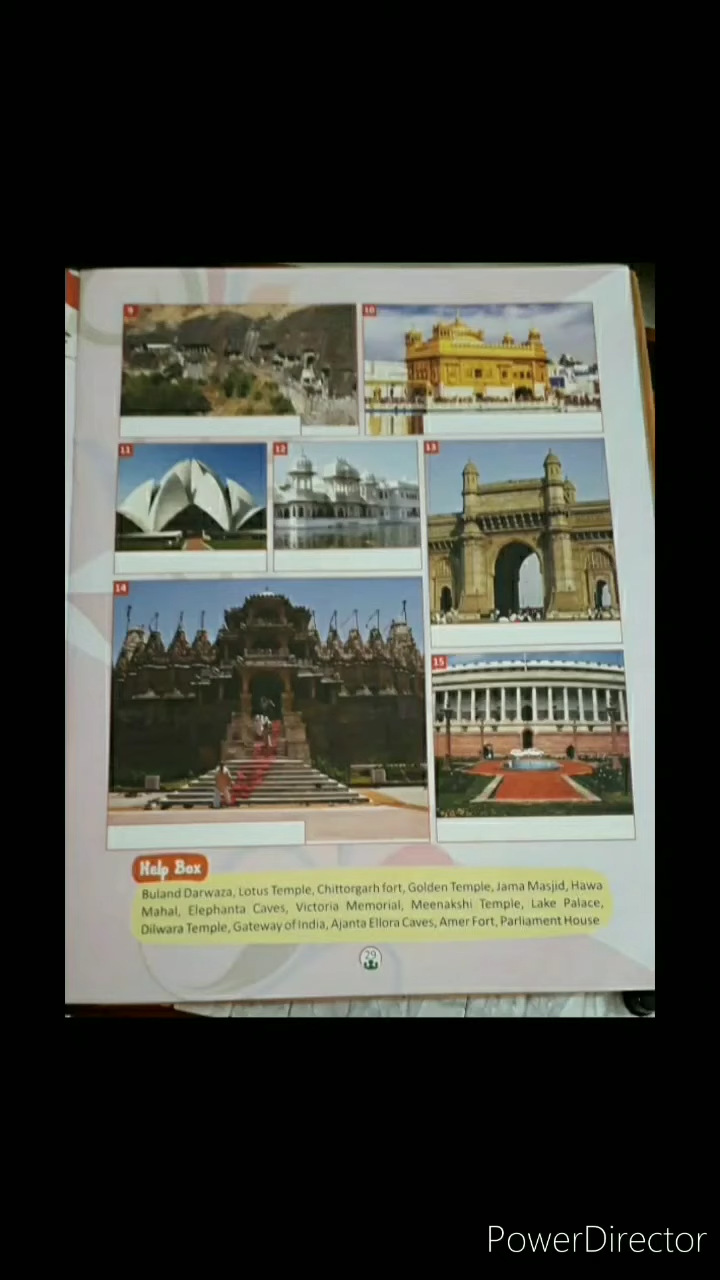 9
10
11
12
13
14
15
Help Box
Buland Darwaza, Lotus Temple, Chittorgarh fort, Golden Temple, Jama Masjid, Hawa
Mahal, Elephanta Caves, Victoria Memorial, Meenakshi Temple, Lake Palace,
Dilwara Temple, Gateway of India, Ajanta Ellora Caves, Amer Fort, Parliament House
29
PowerDirector